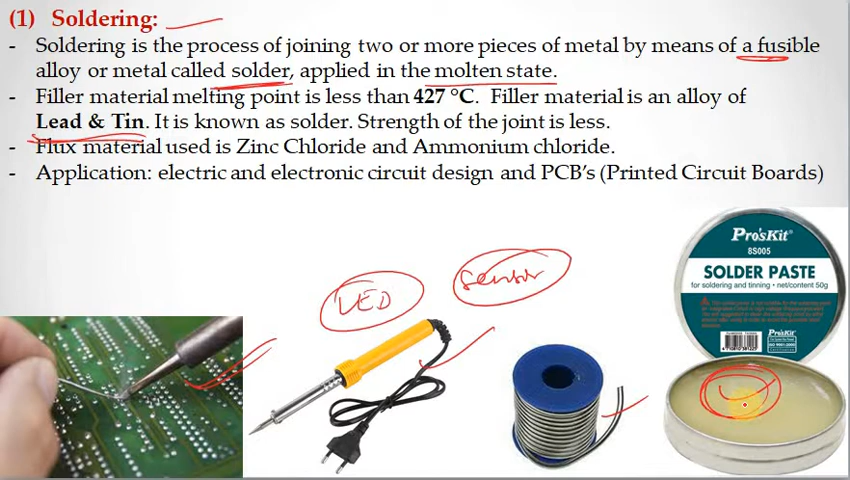 (1) Soldering:
- Soldering is the process of joining two or more pieces of metal by means of a fusible
alloy or metal called solder, applied in the molten state.
- Filler material melting point is less than 427 °C. Filler material is an alloy of
Lead & Tin. It is known as solder. Strength of the joint is less.
- Flux material used is Zinc Chloride and Ammonium chloride.
- Application: electric and electronic circuit design and PCB's (Printed Circuit Boards)
LED
Sensor
Pro'sKit
8S005
SOLDER PASTE
for soldering and tinning • net/content 50g
Pro'sKit